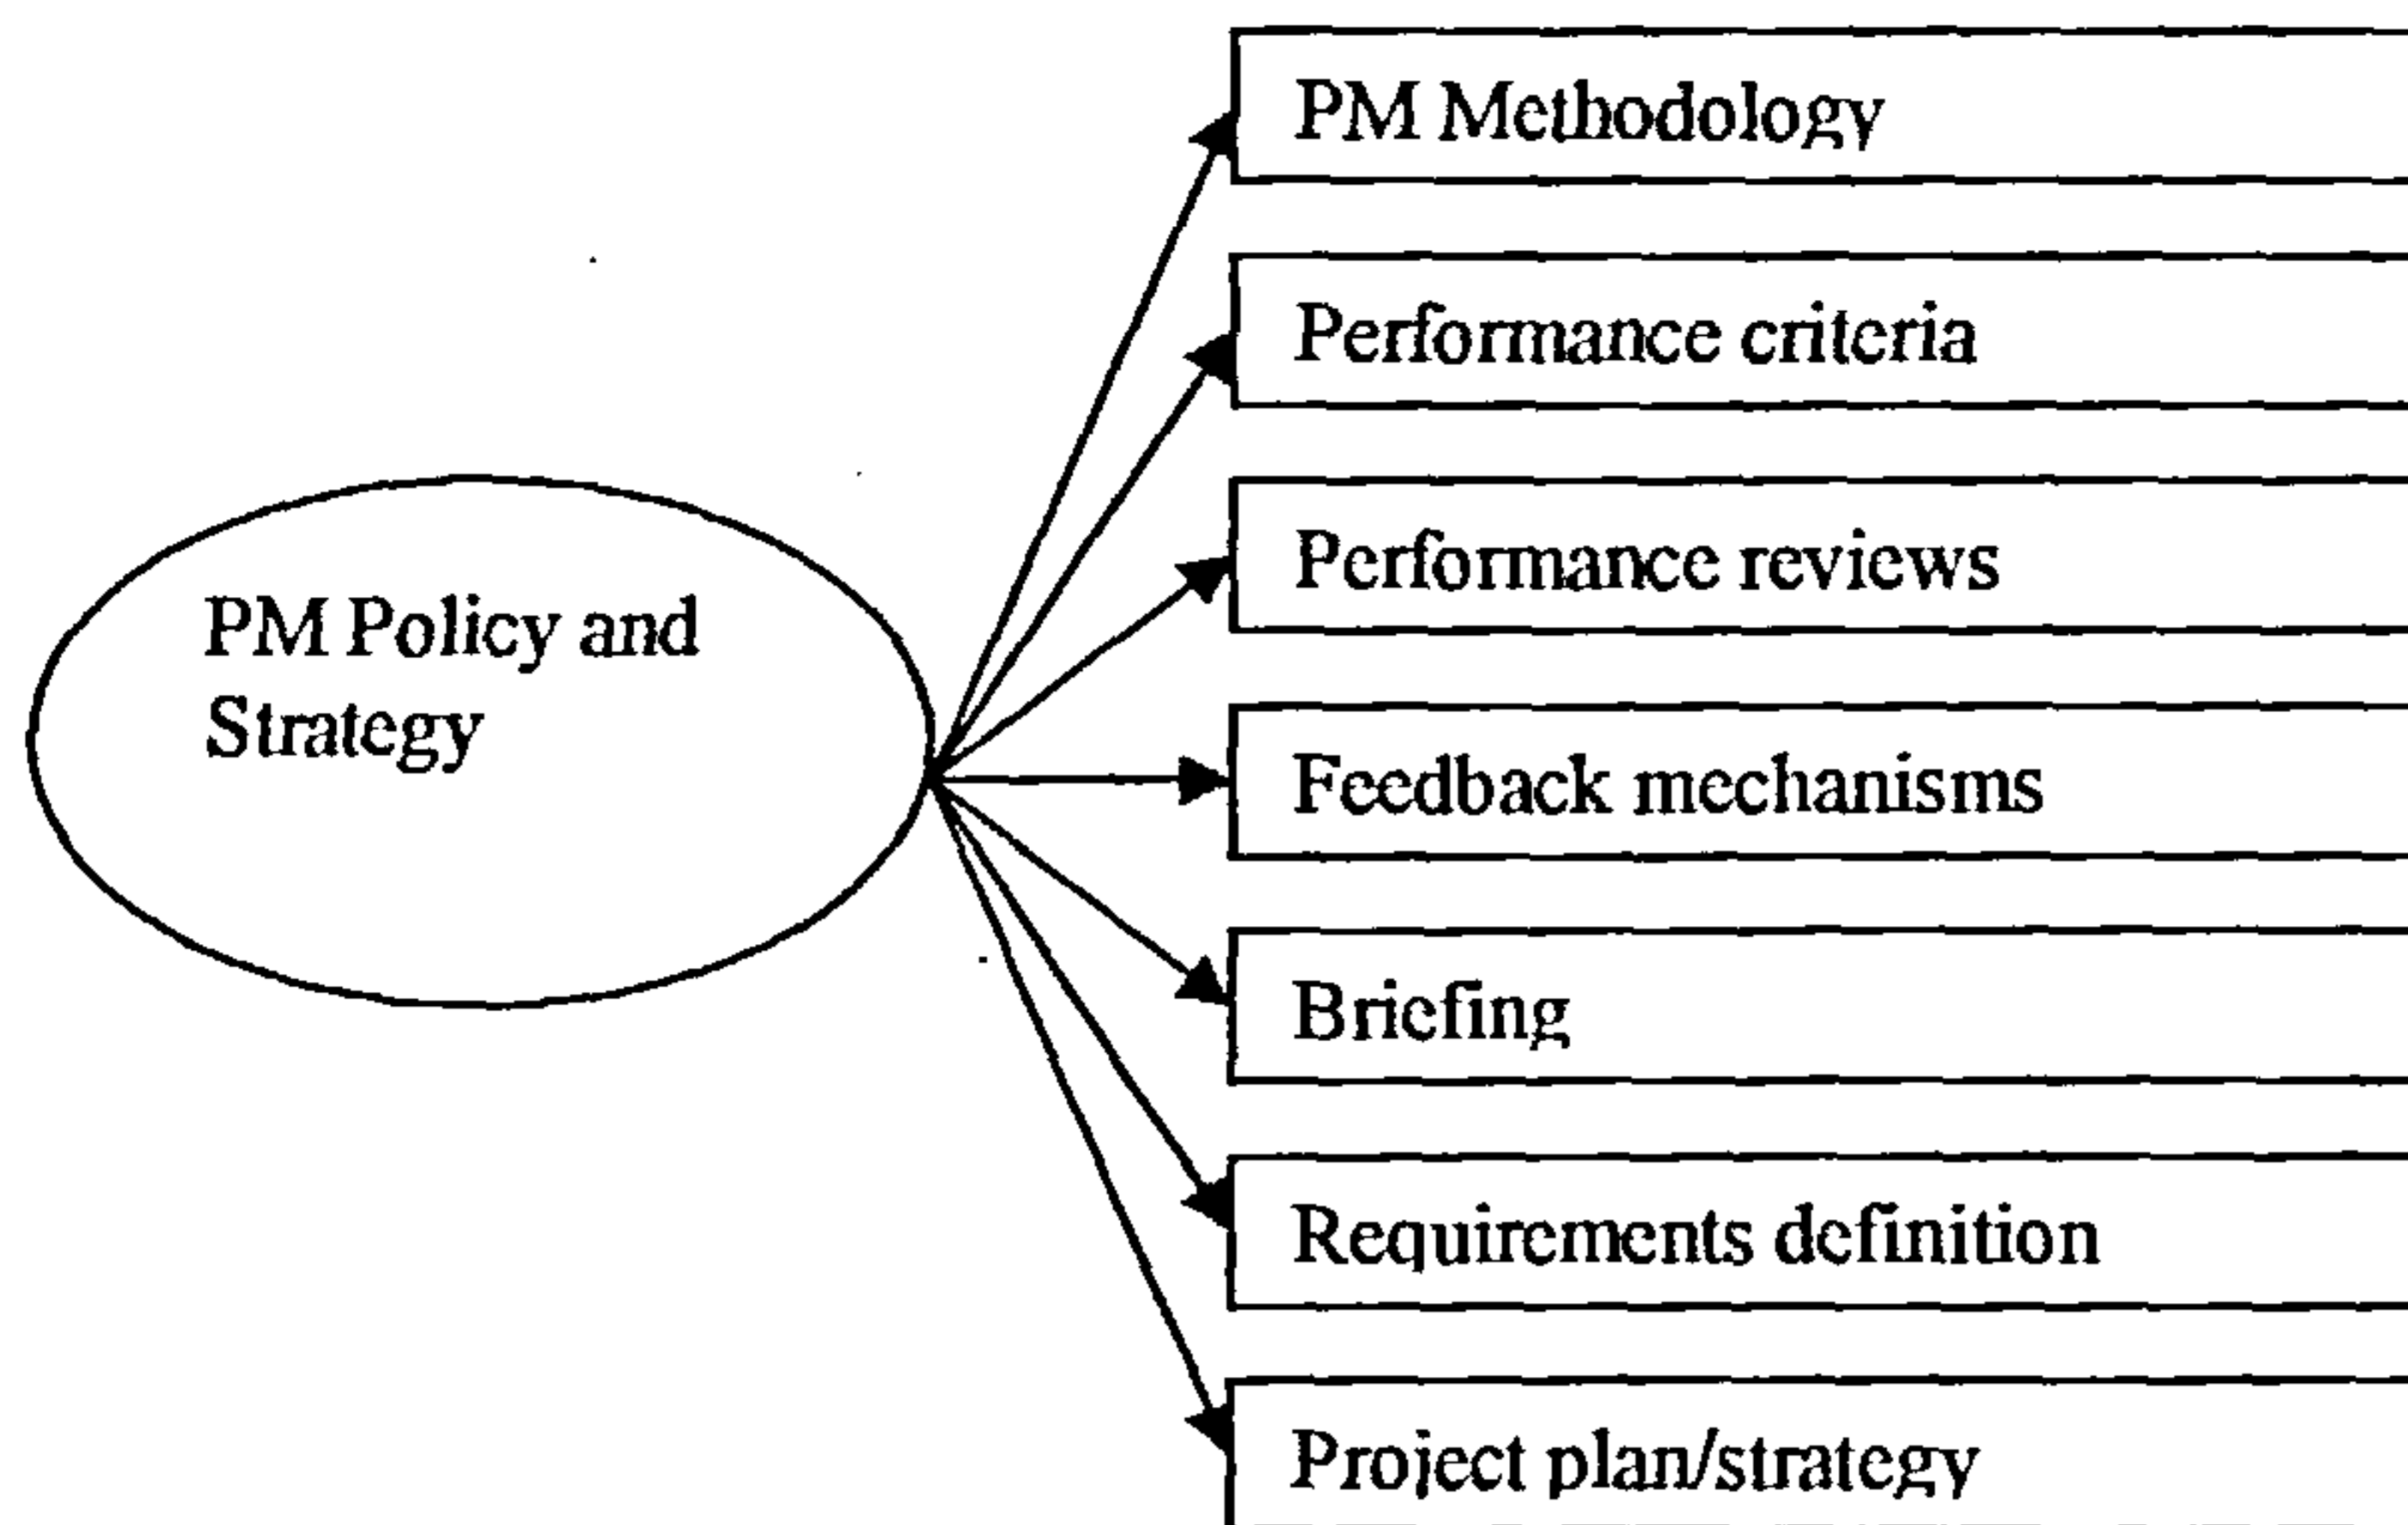 PM Methodology
Performance criteria
Performance reviews
PM Policy and
Strategy
Feedback mechanisms
Briefing
Requirements definition
Project plan/strategy